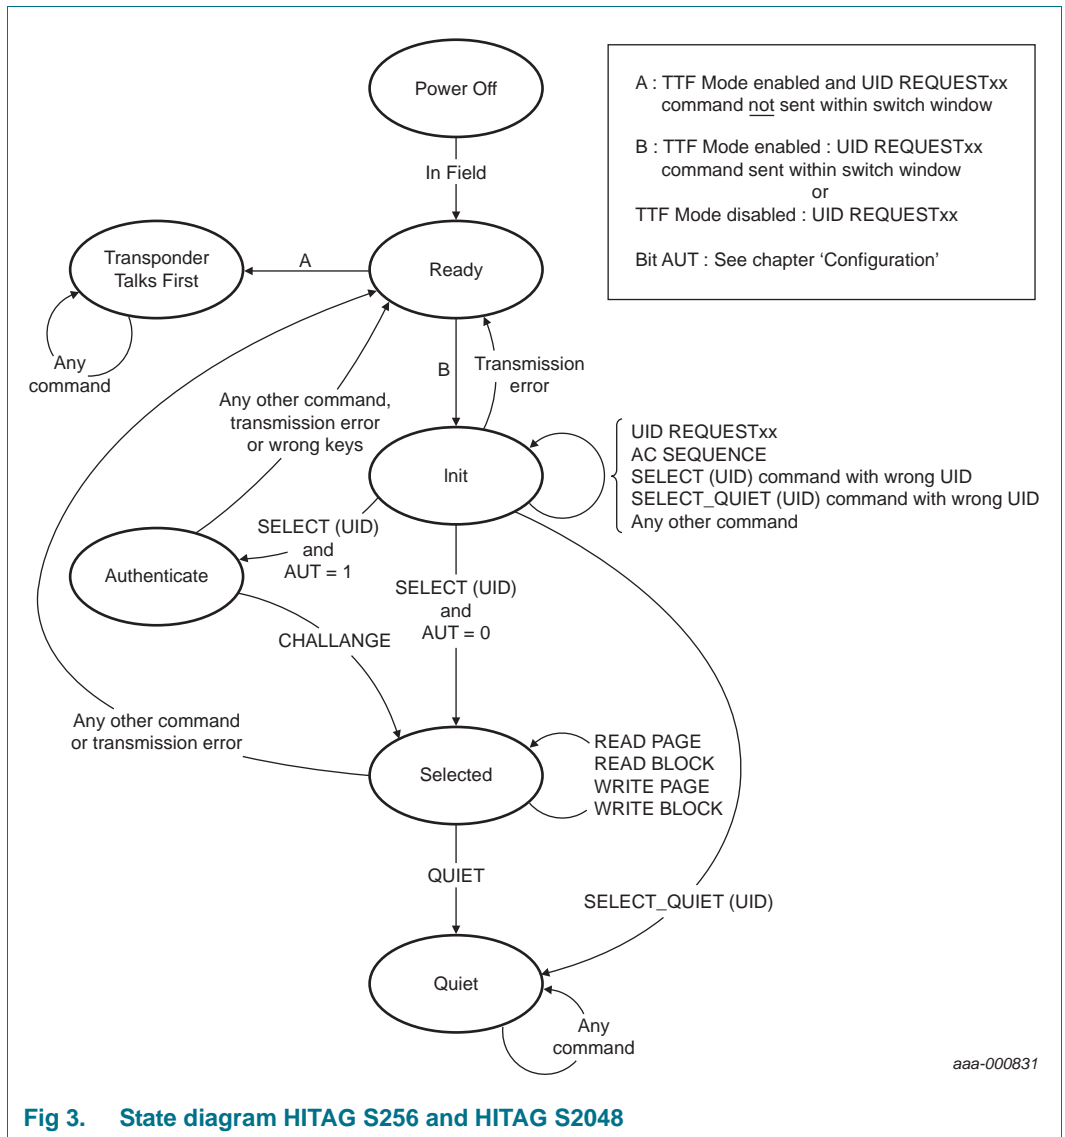 Power Off
A : TTF Mode enabled and UID REQUESTxx
command not sent within switch window
B : TTF Mode enabled : UID REQUESTxx
command sent within switch window
or
TTF Mode disabled : UID REQUESTxx
Bit AUT : See chapter ‘Configuration’
In Field
Transponder
Talks First
A
Ready
Any
command
B
Transmission
error
Any other command,
transmission error
or wrong keys
Init
UID REQUESTxx
AC SEQUENCE
SELECT (UID) command with wrong UID
SELECT_QUIET (UID) command with wrong UID
Any other command
SELECT (UID)
and
AUT = 1
Authenticate
SELECT (UID)
and
AUT = 0
CHALLANGE
Any other command
or transmission error
Selected
READ PAGE
READ BLOCK
WRITE PAGE
WRITE BLOCK
QUIET
SELECT_QUIET (UID)
Quiet
Any
command
aaa-000831
Fig 3. State diagram HITAG S256 and HITAG S2048